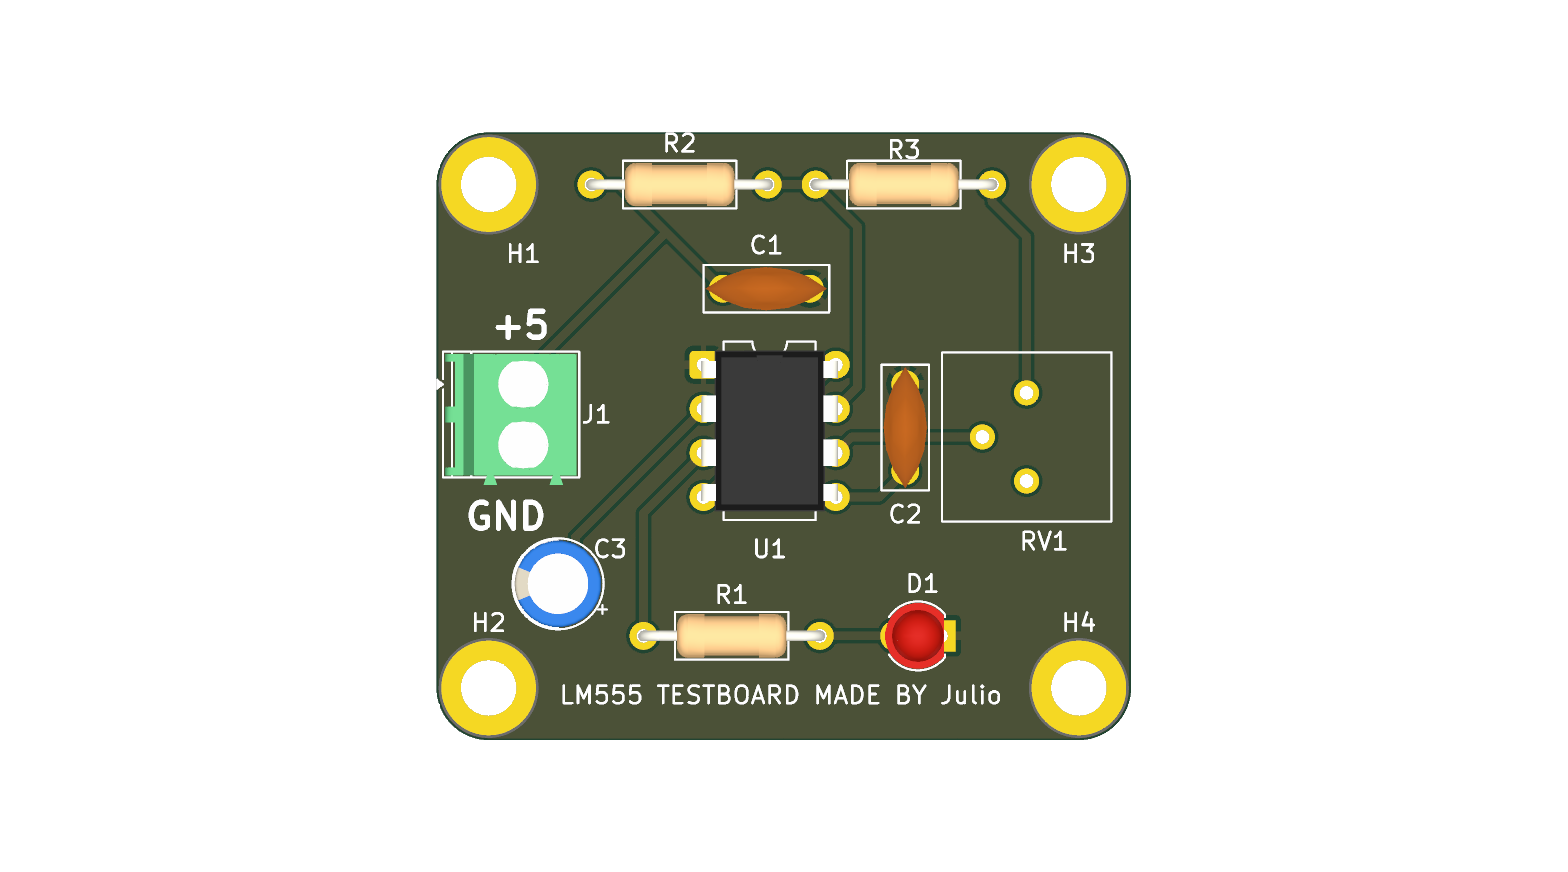 R2
R3
C1
H1
H3
+5
J1
GND
C2
RV1
C3
U1
+
D1
R1
H2
H4
LM555 TESTBOARD MADE BY Julio